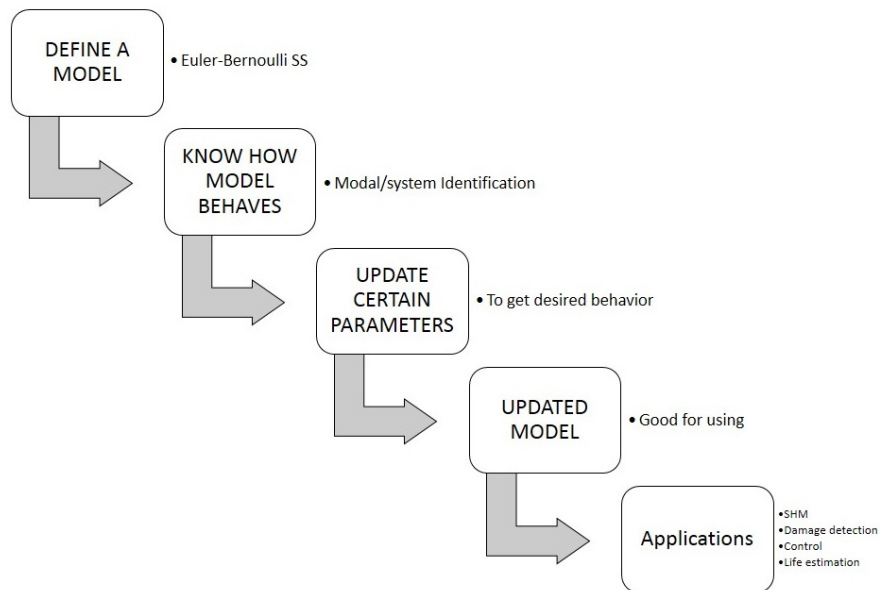 DEFINE A
MODEL
• Euler-Bernoulli SS
KNOW HOW
MODEL
BEHAVES
• Modal/system Identification
UPDATE
CERTAIN
PARAMETERS
• To get desired behavior
UPDATED
MODEL
• Good for using
Applications
•SHM
•Damage detection
•Control
•Life estimation